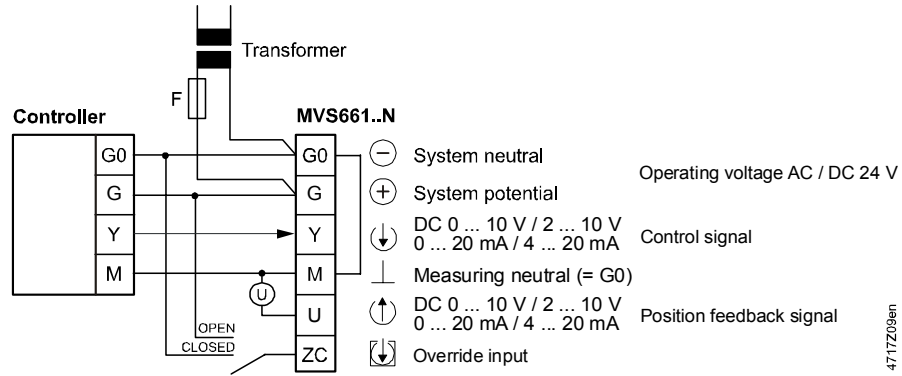 Transformer
F
Controller
MVS661..N
G0
G0
System neutral
Operating voltage AC / DC 24 V
G
G
System potential
Y
Y
DC 0 ... 10 V / 2 ... 10 V
0 ... 20 mA / 4 ... 20 mA
Control signal
M
M
Measuring neutral (= G0)
U
U
DC 0 ... 10 V / 2 ... 10 V
0 ... 20 mA / 4 ... 20 mA
Position feedback signal
OPEN
CLOSED
ZC
Override input
4717Z09en